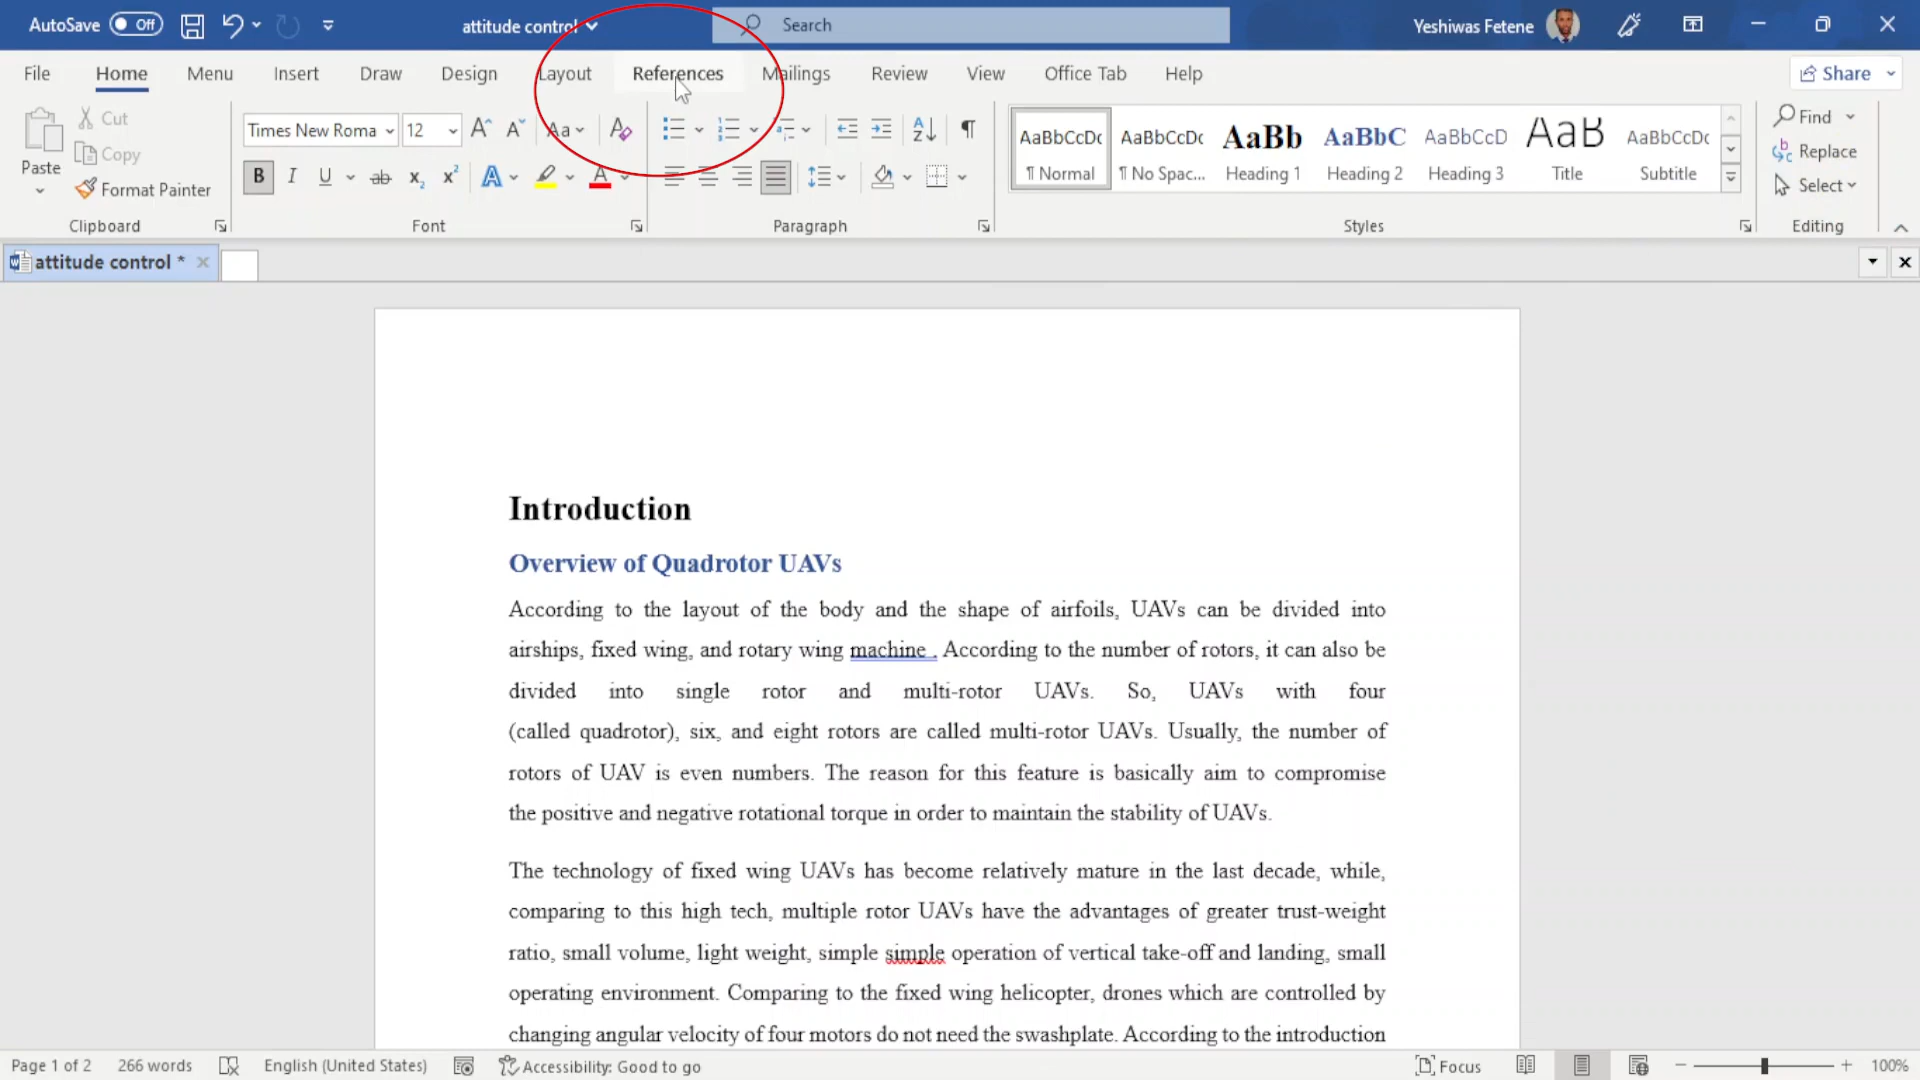 AutoSave Off attitude control Search Yeshiwas Fetene
File Home Menu Insert Draw Design Layout References Mailings Review View Office Tab Help Share
Paste Cut Copy Format Painter Clipboard
Times New Roma 12 Aa
B I U ab x₂ x² A A
Font
Paragraph
AaBbCcDc AaBbCcDc AaBb AaBbC AaBbCcD AaB AaBbCcDc
¶ Normal ¶ No Spac... Heading 1 Heading 2 Heading 3 Title Subtitle
Styles
Find
Replace
Select
Editing
attitude control *
Introduction
Overview of Quadrotor UAVs
According to the layout of the body and the shape of airfoils, UAVs can be divided into
airships, fixed wing, and rotary wing machine . According to the number of rotors, it can also be
divided into single rotor and multi-rotor UAVs. So, UAVs with four
(called quadrotor), six, and eight rotors are called multi-rotor UAVs. Usually, the number of
rotors of UAV is even numbers. The reason for this feature is basically aim to compromise
the positive and negative rotational torque in order to maintain the stability of UAVs.
The technology of fixed wing UAVs has become relatively mature in the last decade, while,
comparing to this high tech, multiple rotor UAVs have the advantages of greater trust-weight
ratio, small volume, light weight, simple simple operation of vertical take-off and landing, small
operating environment. Comparing to the fixed wing helicopter, drones which are controlled by
changing angular velocity of four motors do not need the swashplate. According to the introduction
Page 1 of 2 266 words English (United States) Accessibility: Good to go Focus 100%